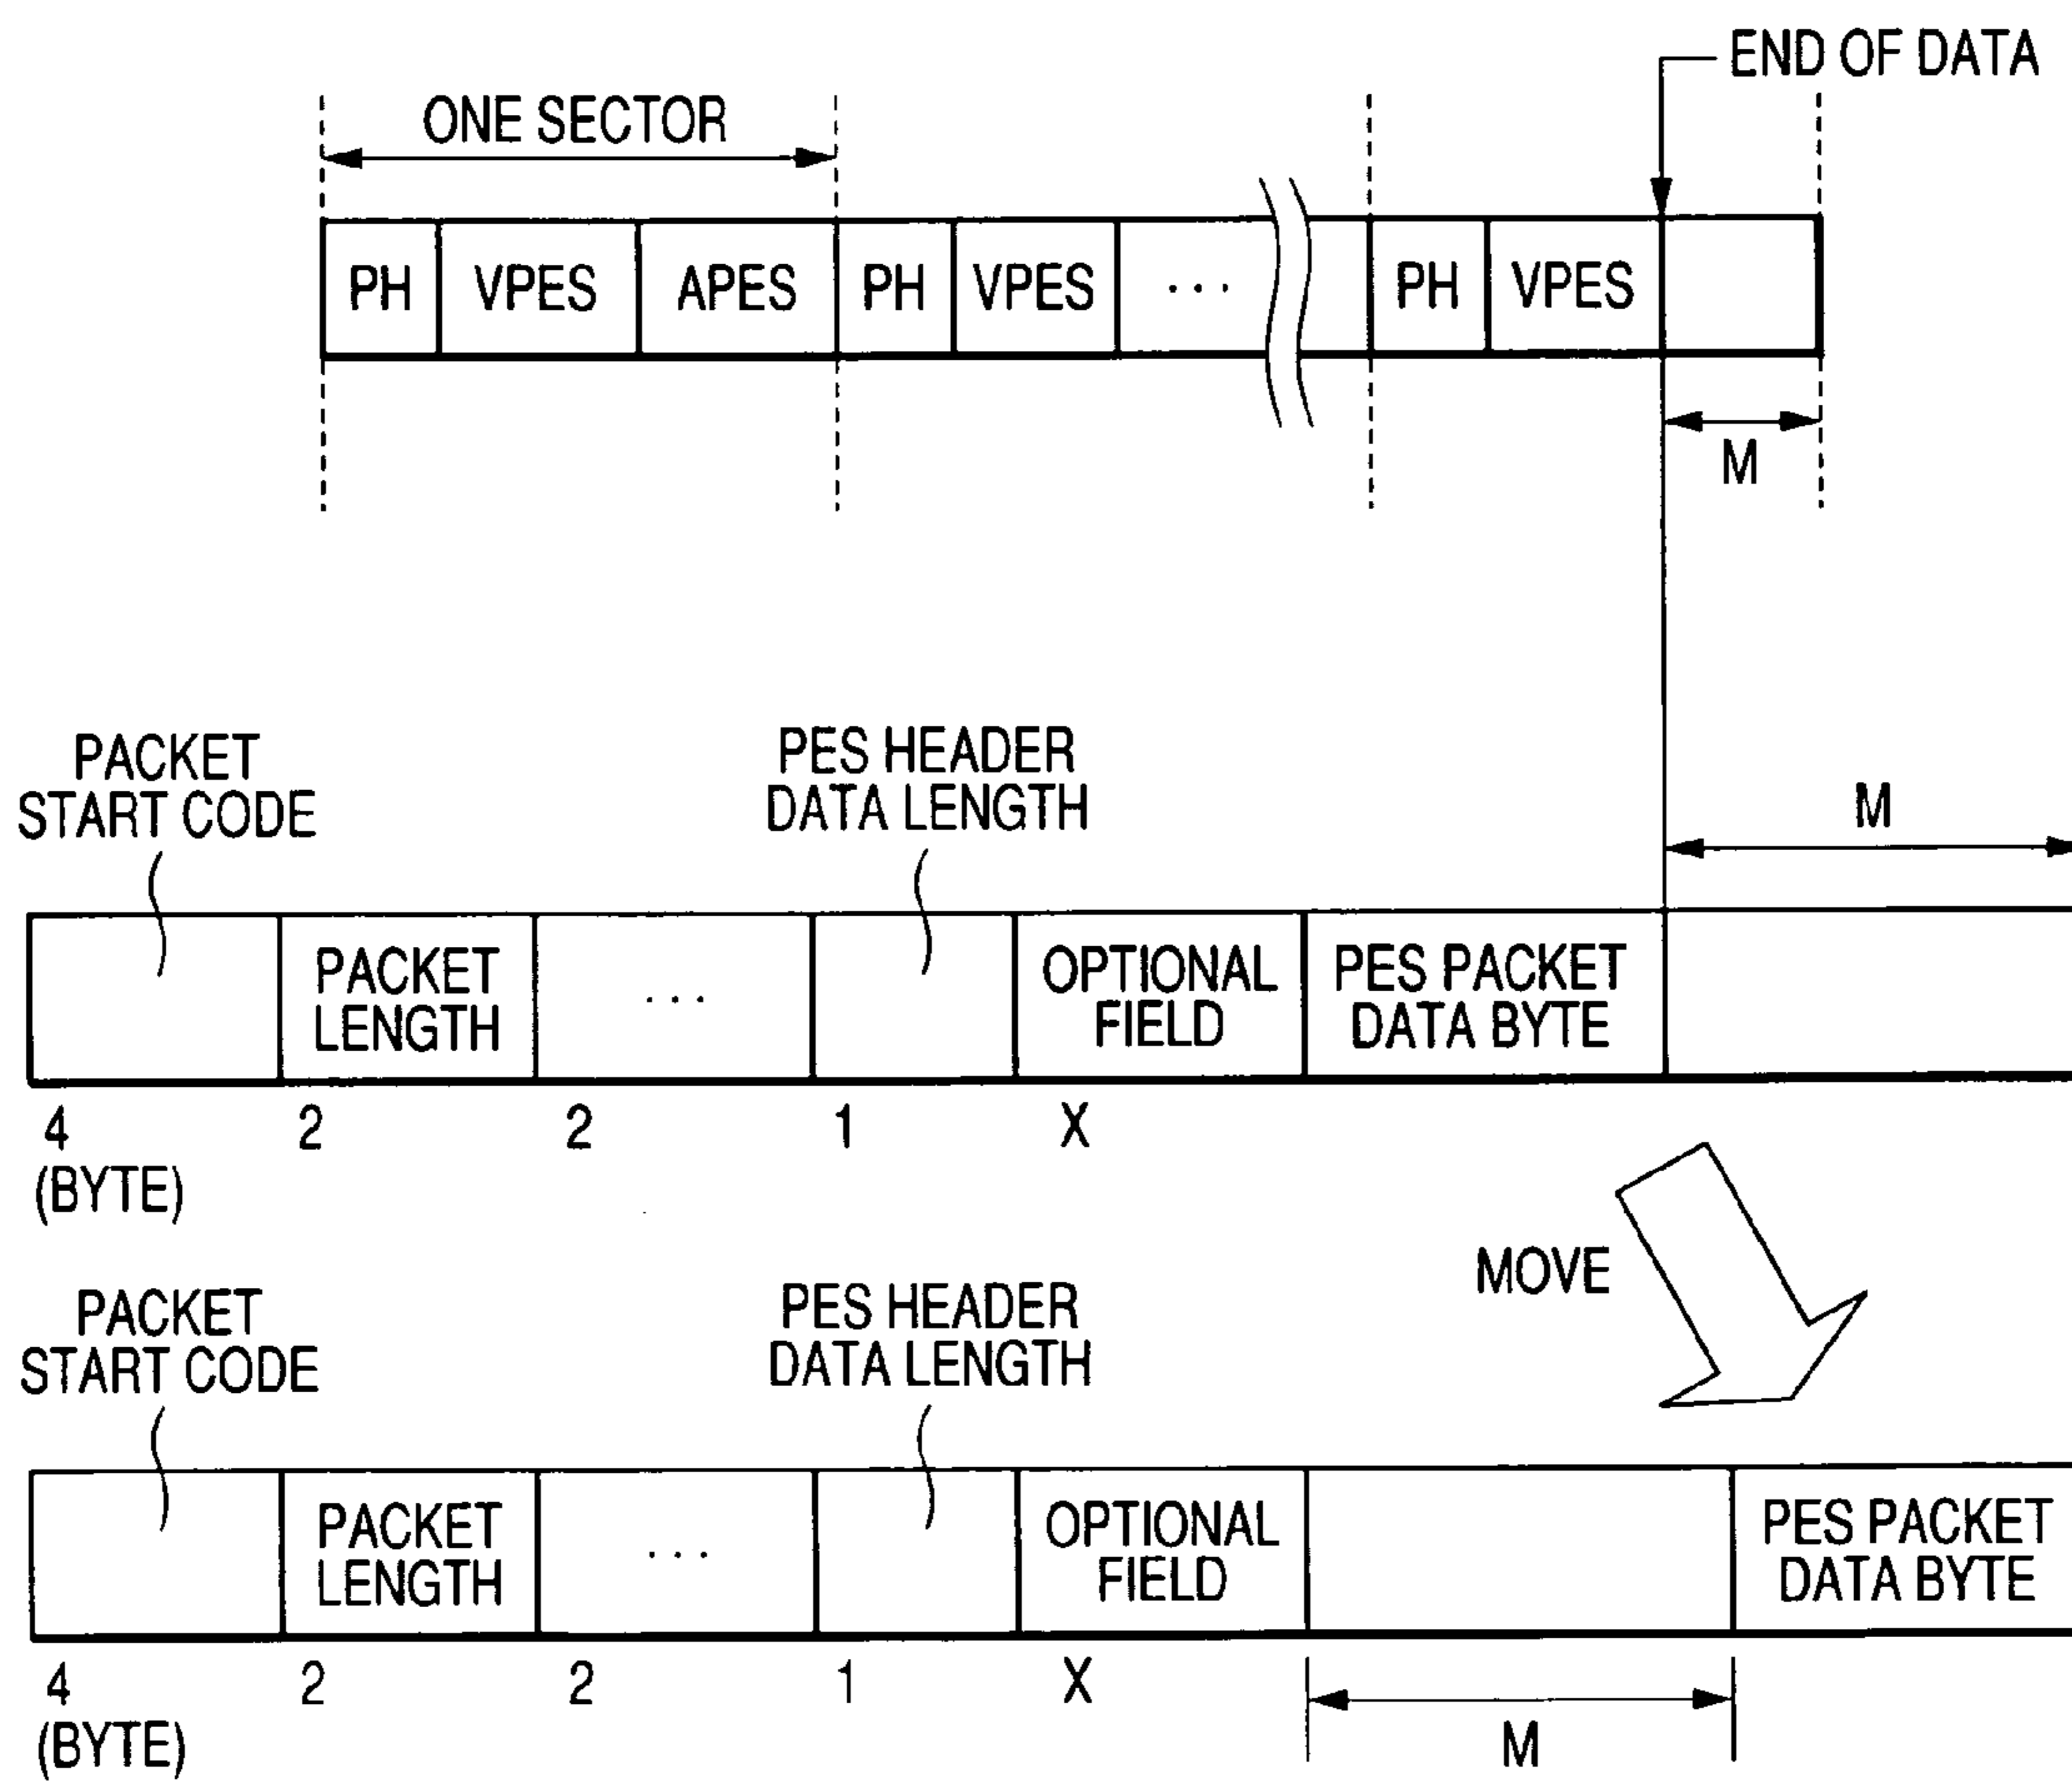 END OF DATA
ONE SECTOR
PH VPES APES PH VPES ... PH VPES
M
PACKET
START CODE
PES HEADER
DATA LENGTH
M
PACKET
LENGTH
...
OPTIONAL
FIELD
PES PACKET
DATA BYTE
4 2 2 1 X
(BYTE)
MOVE
PACKET
START CODE
PES HEADER
DATA LENGTH
PACKET
LENGTH
...
OPTIONAL
FIELD
PES PACKET
DATA BYTE
4 2 2 1 X
(BYTE)
M